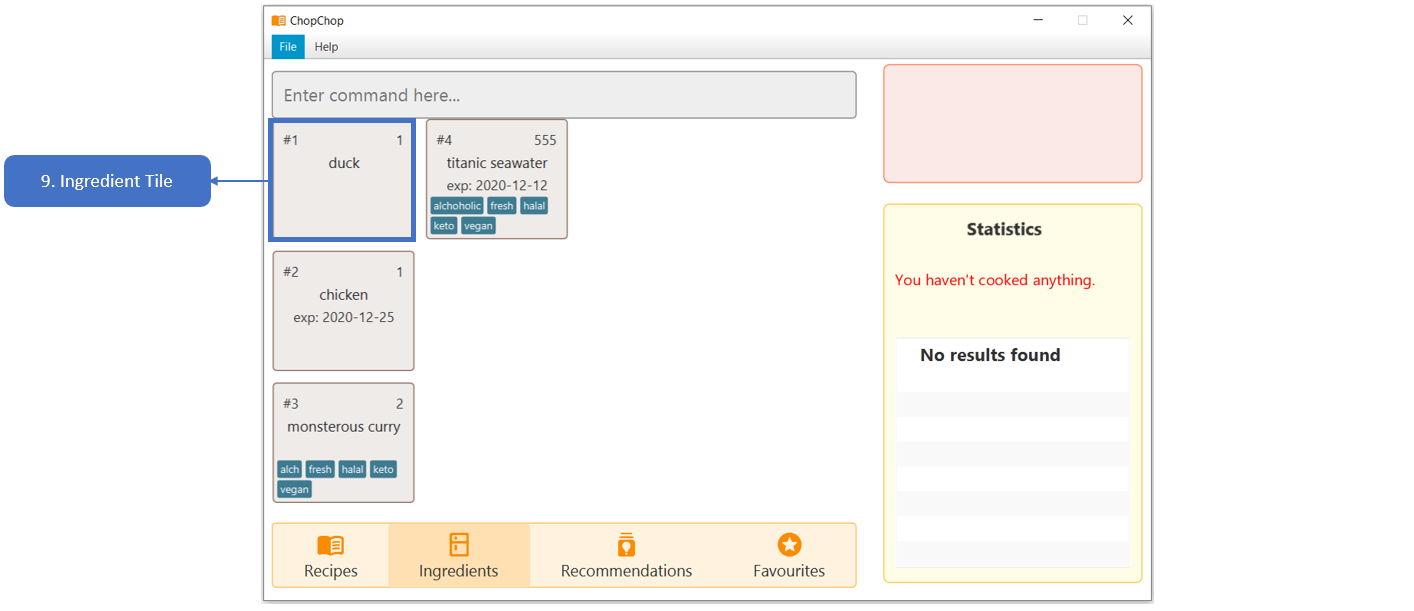 ChopChop
File Help
Enter command here...
9. Ingredient Tile
#1 1
duck
#4 555
titanic seawater
exp: 2020-12-12
alchoholic fresh halal
keto vegan
#2 1
chicken
exp: 2020-12-25
#3 2
monsterous curry
alch fresh halal keto
vegan
Recipes Ingredients Recommendations Favourites
Statistics
You haven't cooked anything.
No results found